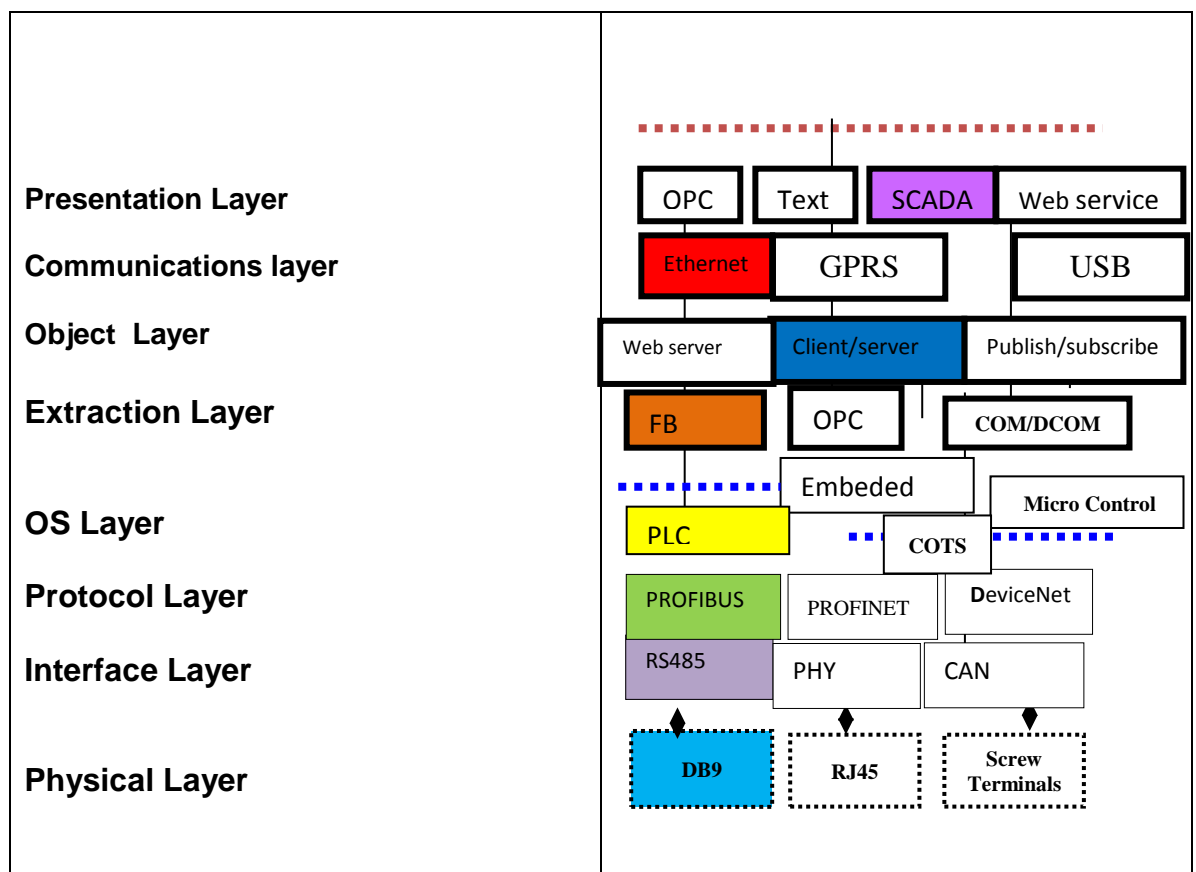 Presentation Layer
OPC Text SCADA Web service
Communications layer
Ethernet GPRS USB
Object Layer
Web server Client/server Publish/subscribe
Extraction Layer
FB OPC COM/DCOM
Embeded
Micro Control
OS Layer
PLC COTS
Protocol Layer
PROFIBUS PROFINET DeviceNet
Interface Layer
RS485 PHY CAN
Physical Layer
DB9 RJ45 Screw
Terminals